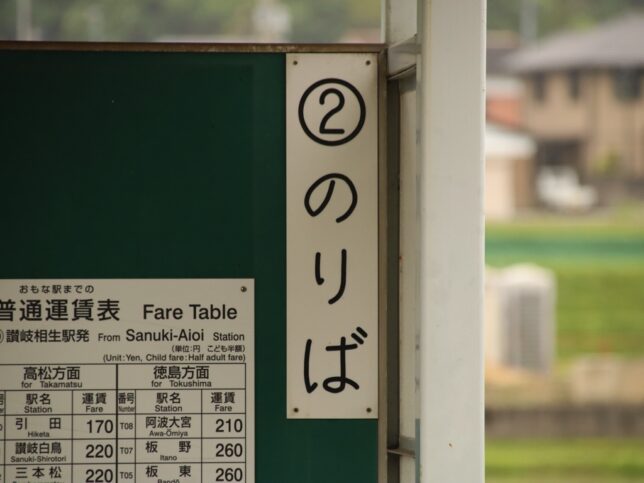 ② のりば
おもな駅までの
普通運賃表 Fare Table
讃岐相生駅発 From Sanuki-Aioi Station
(単位:円 こども半額)
(Unit:Yen, Child fare:Half adult fare)
高松方面 徳島方面
for Takamatsu for Tokushima
駅名 運賃 番号 駅名 運賃
Station Fare Number Station Fare
引田 170 T08 阿波大宮 210
Hiketa Awa-Ōmiya
讃岐白鳥 220 T07 板野 260
Sanuki-Shirotori Itano
三本松 220 T05 板東 260
Sambommatsu Bandō